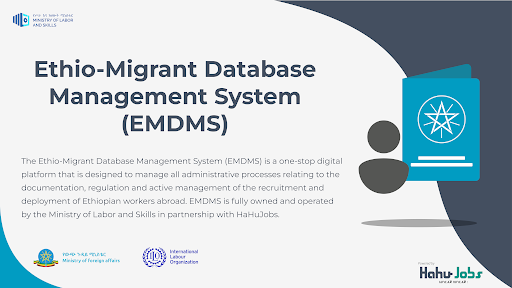 MINISTRY OF LABOR
AND SKILLS
Ethio-Migrant Database
Management System
(EMDMS)
The Ethio-Migrant Database Management System (EMDMS) is a one-stop digital
platform that is designed to manage all administrative processes relating to the
documentation, regulation and active management of the recruitment and
deployment of Ethiopian workers abroad. EMDMS is fully owned and operated
by the Ministry of Labor and Skills in partnership with HaHuJobs.
Ministry of foreign affairs
International
Labour
Organization
Powered by
HaHu Jobs